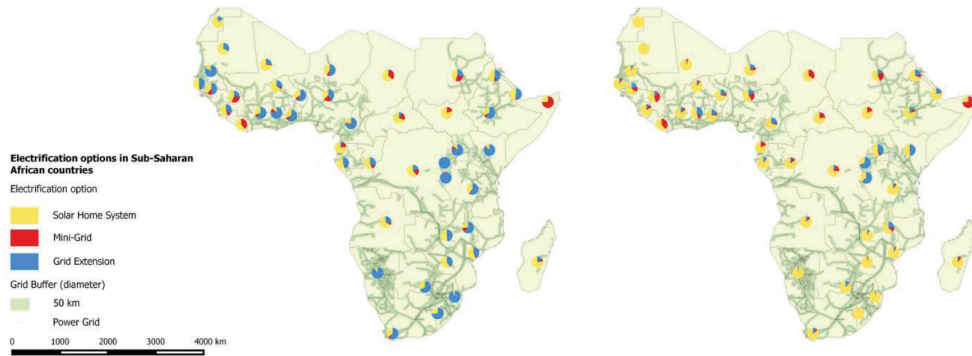 Electrification options in Sub-Saharan
African countries
Electrification option
Solar Home System
Mini-Grid
Grid Extension
Grid Buffer (diameter)
50 km
Power Grid
0 1000 2000 3000 4000 km